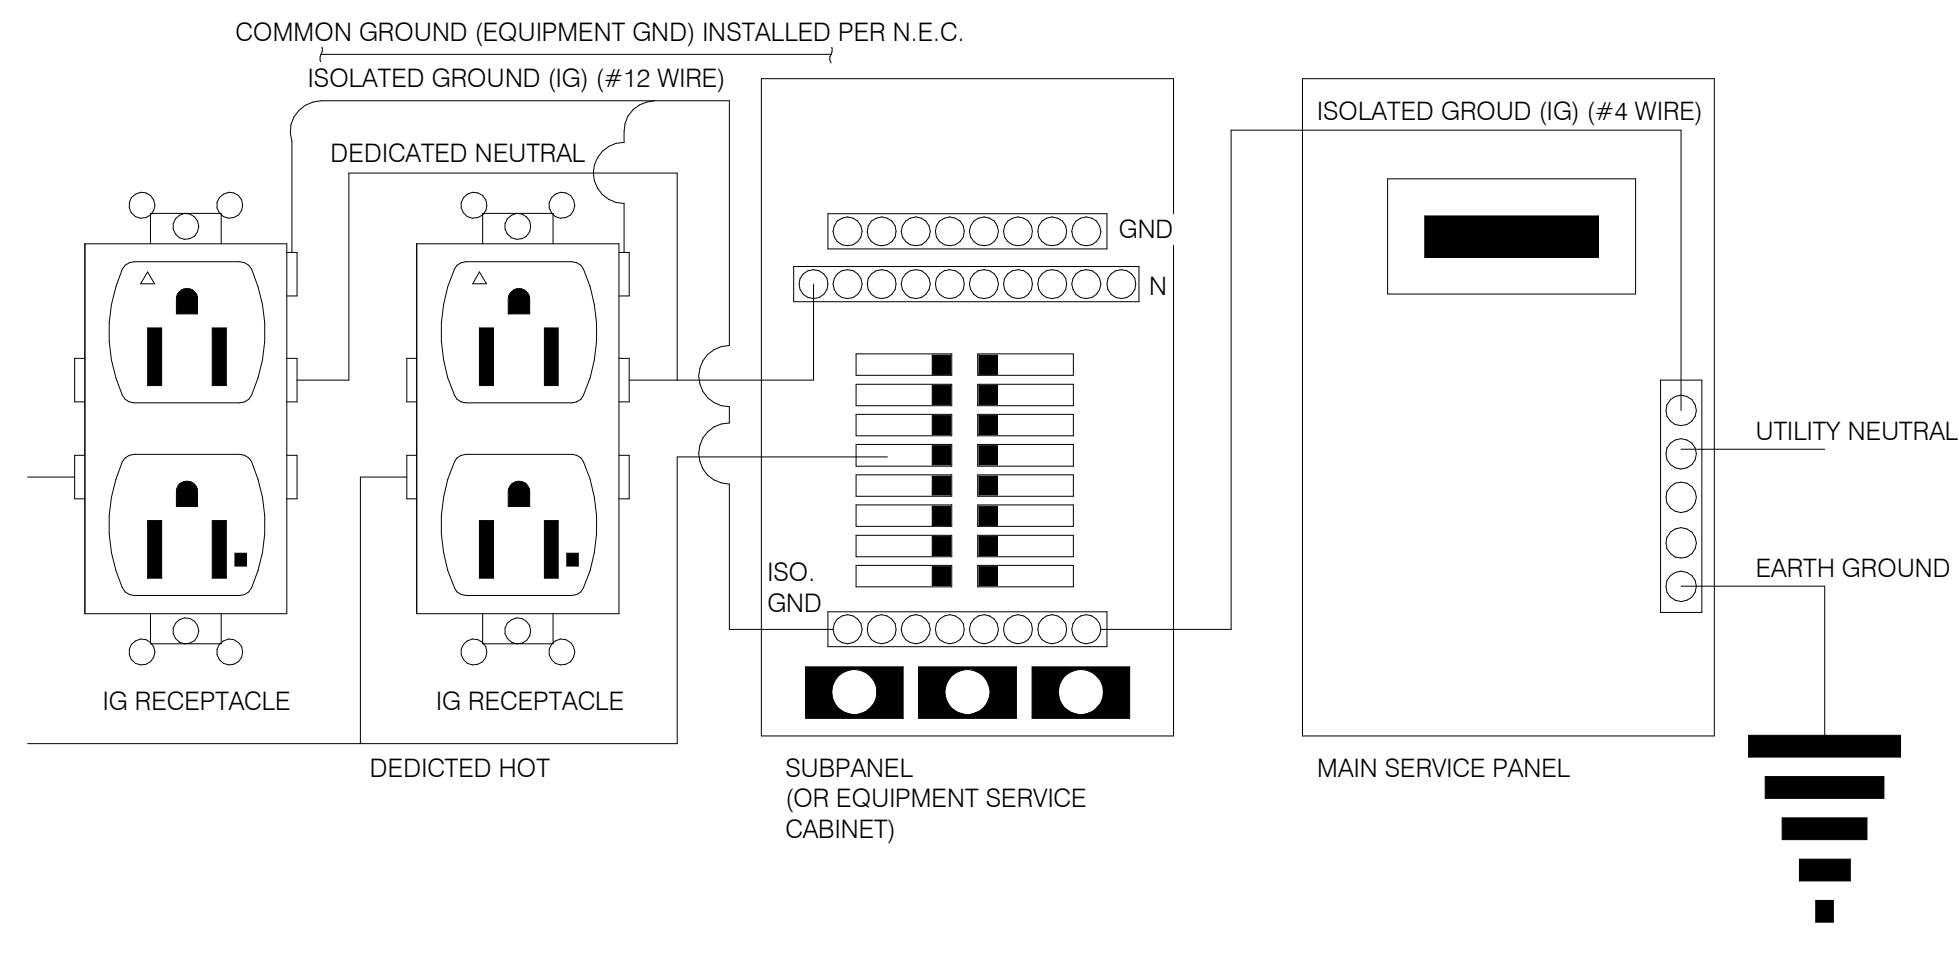 COMMON GROUND (EQUIPMENT GND) INSTALLED PER N.E.C.
ISOLATED GROUND (IG) (#12 WIRE)
DEDICATED NEUTRAL
ISOLATED GROUD (IG) (#4 WIRE)
GND
N
UTILITY NEUTRAL
EARTH GROUND
ISO.
GND
IG RECEPTACLE
IG RECEPTACLE
DEDICTED HOT
SUBPANEL
(OR EQUIPMENT SERVICE
CABINET)
MAIN SERVICE PANEL